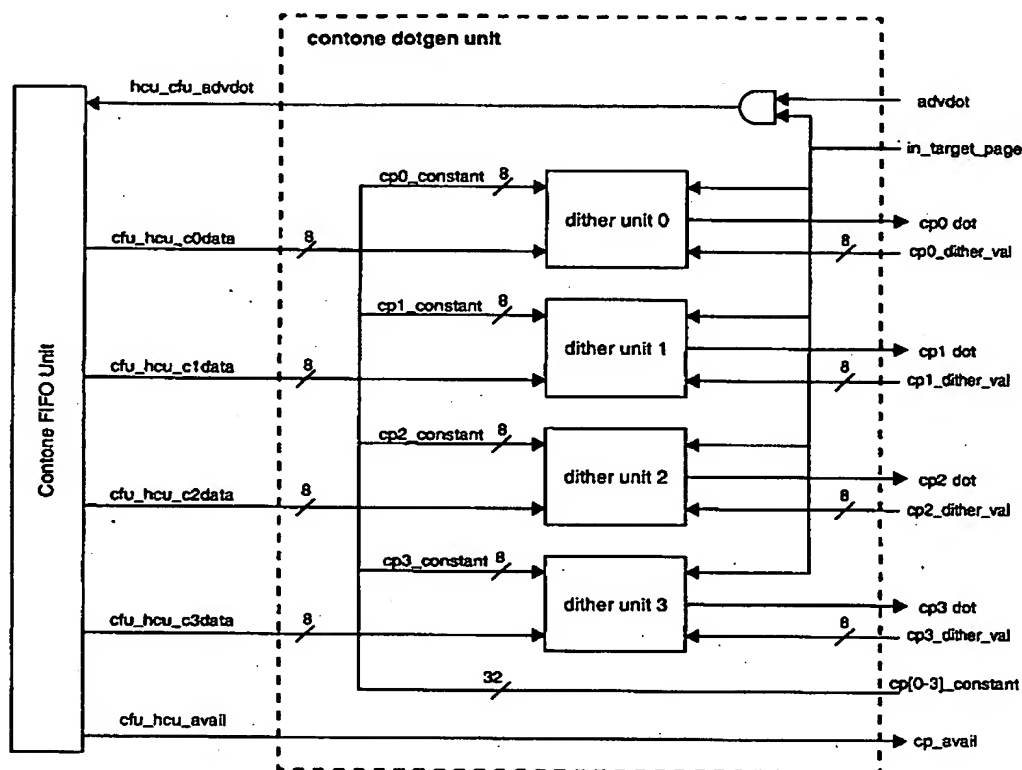 contone dotgen unit
hcu_cfu_advdot
advdot
in_target_page
cp0_constant 8
dither unit 0
cp0 dot
cfu_hcu_c0data 8
8 cp0_dither_val
cp1_constant 8
dither unit 1
cp1 dot
cfu_hcu_c1data 8
8 cp1_dither_val
Contone FIFO Unit
cp2_constant 8
dither unit 2
cp2 dot
cfu_hcu_c2data 8
8 cp2_dither_val
cp3_constant 8
dither unit 3
cp3 dot
cfu_hcu_c3data 8
8 cp3_dither_val
32 cp[0-3]_constant
cfu_hcu_avail
cp_avail